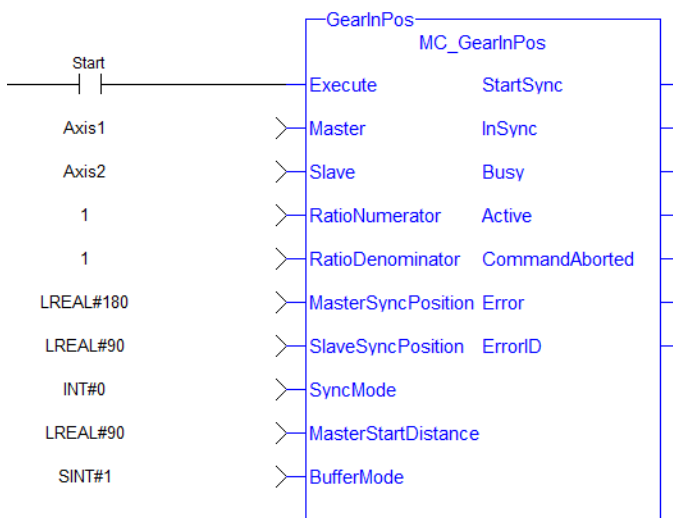 GearInPos
MC_GearInPos
Start
Execute StartSync
Axis1 Master InSync
Axis2 Slave Busy
1 RatioNumerator Active
1 RatioDenominator CommandAborted
LREAL#180 MasterSyncPosition Error
LREAL#90 SlaveSyncPosition ErrorID
INT#0 SyncMode
LREAL#90 MasterStartDistance
SINT#1 BufferMode